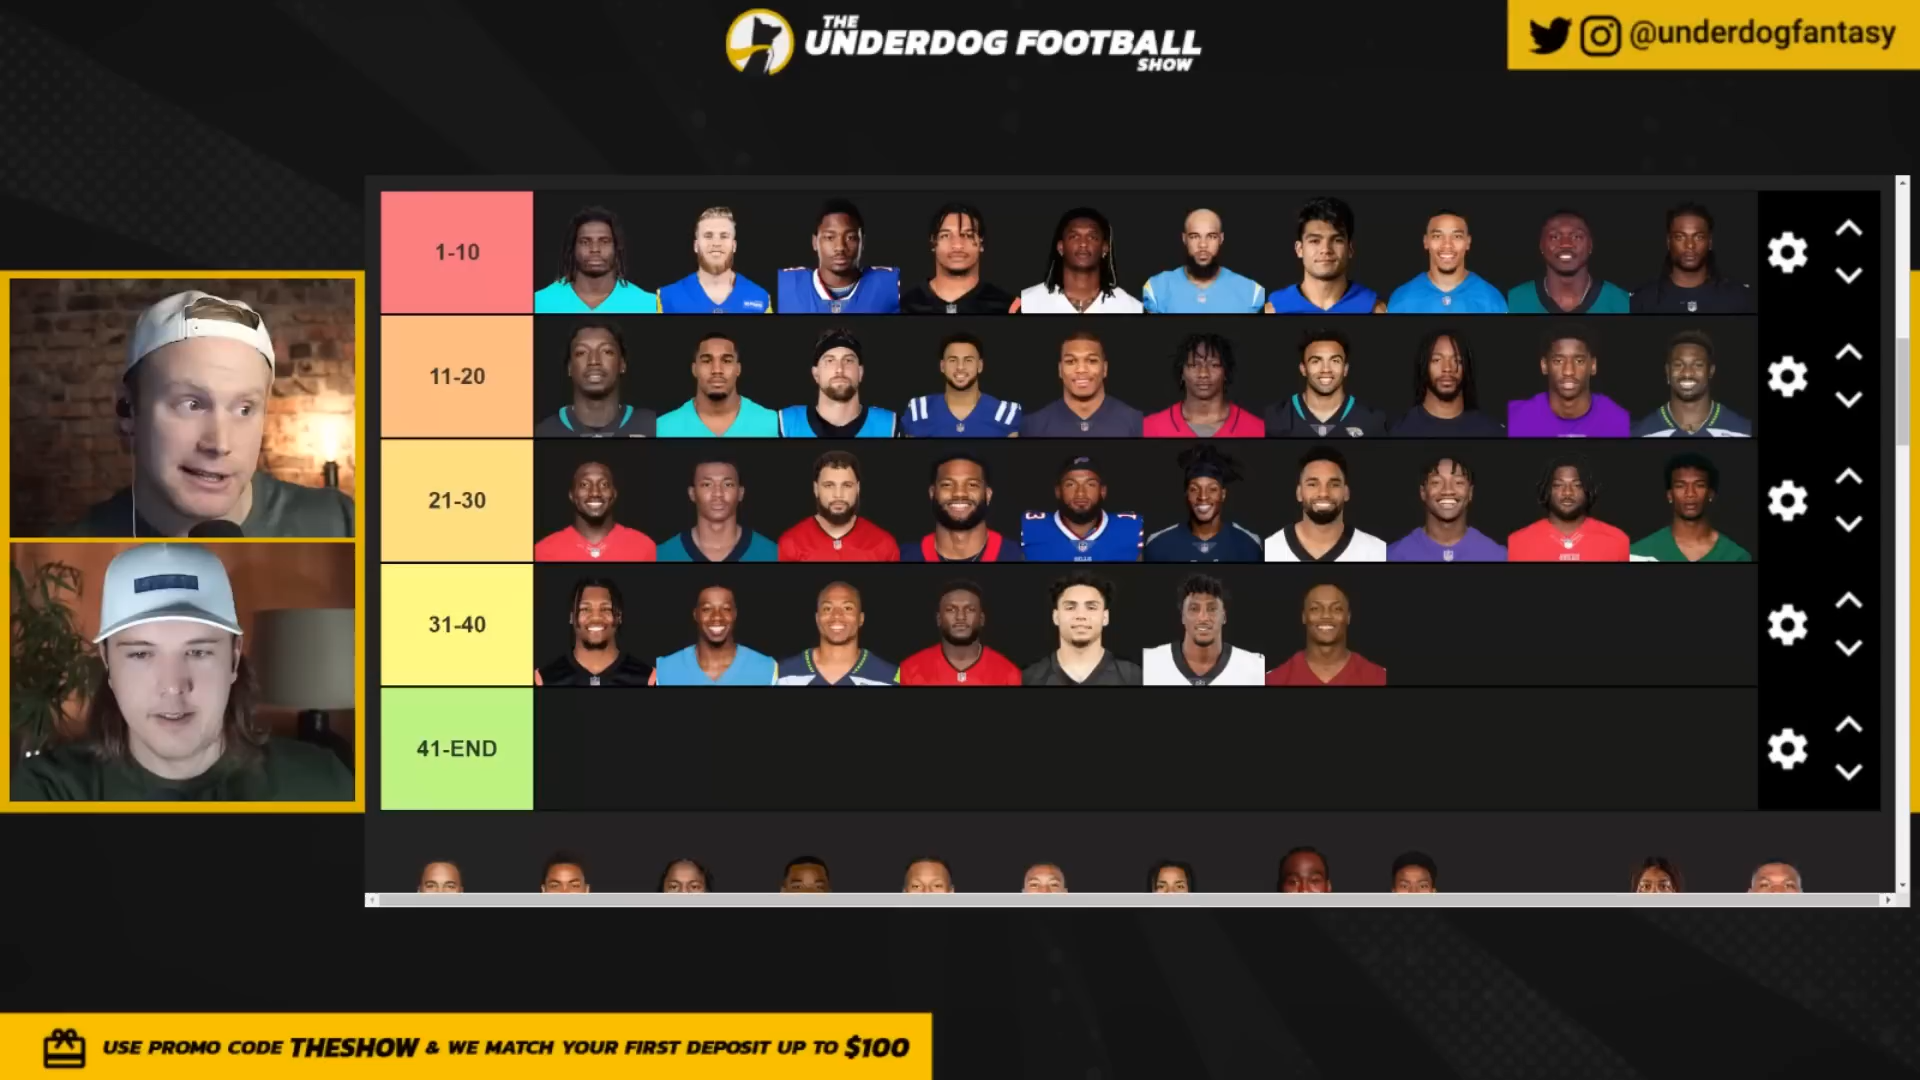 THE
UNDERDOG FOOTBALL
SHOW
@underdogfantasy
1-10
11-20
21-30
31-40
41-END
USE PROMO CODE THESHOW & WE MATCH YOUR FIRST DEPOSIT UP TO $100